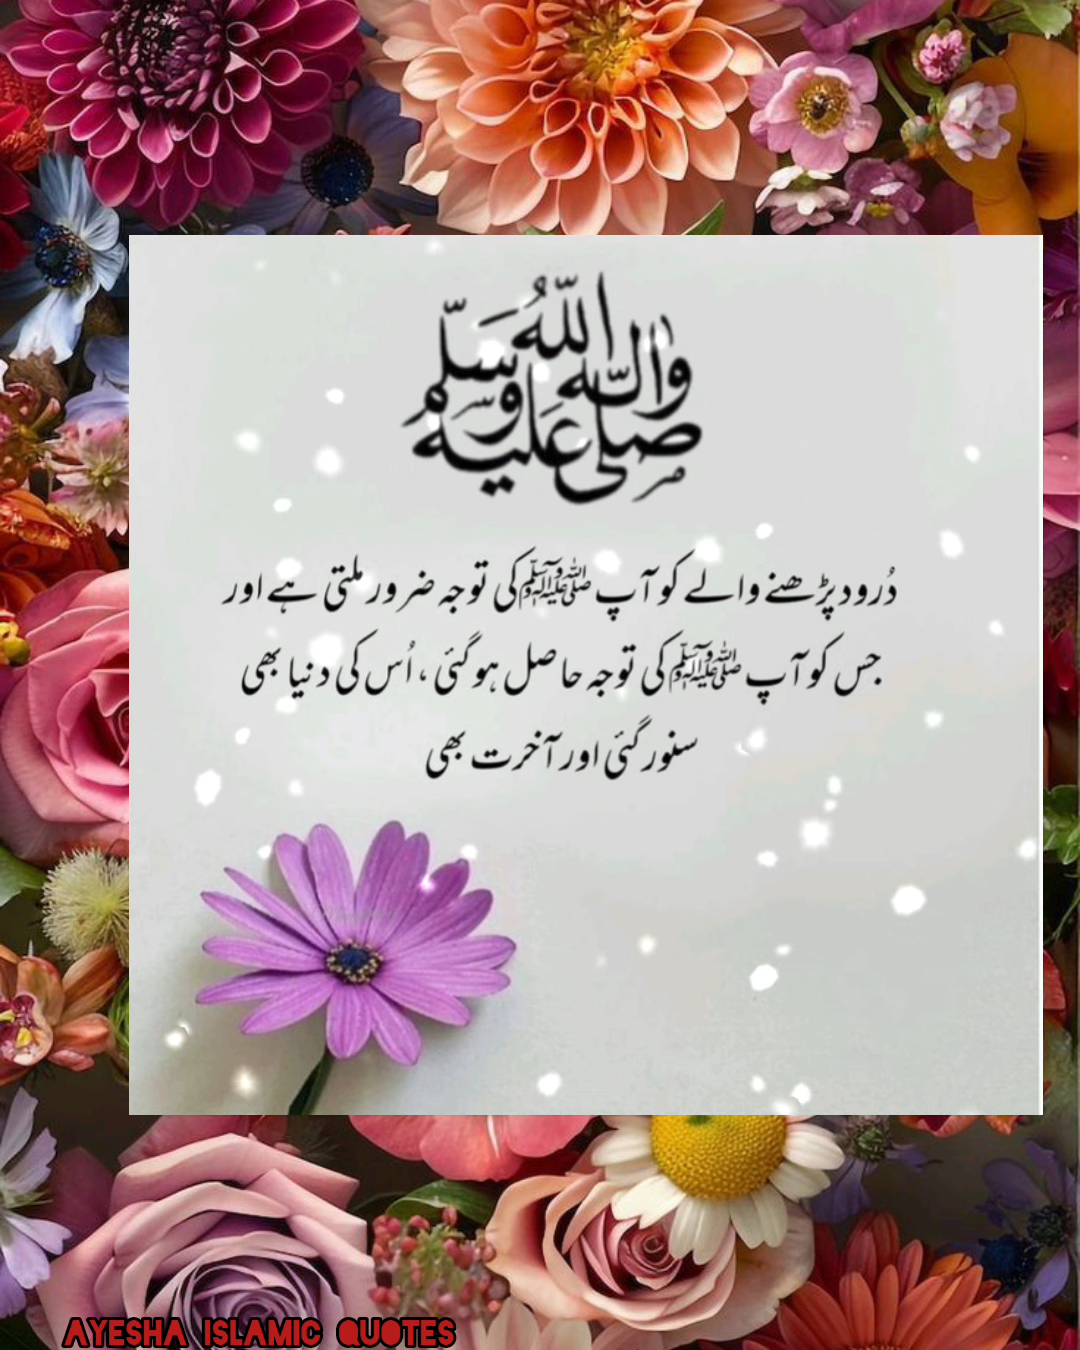 صلی اللہ علیہ وآلہ وسلم
دُرود پڑھنے والے کو آپ ﷺ کی توجہ ضرور ملتی ہے اور
جس کو آپ ﷺ کی توجہ حاصل ہو گئی ، اُس کی دنیا بھی
سنور گئی اور آخرت بھی
AYESHA ISLAMIC QUOTES